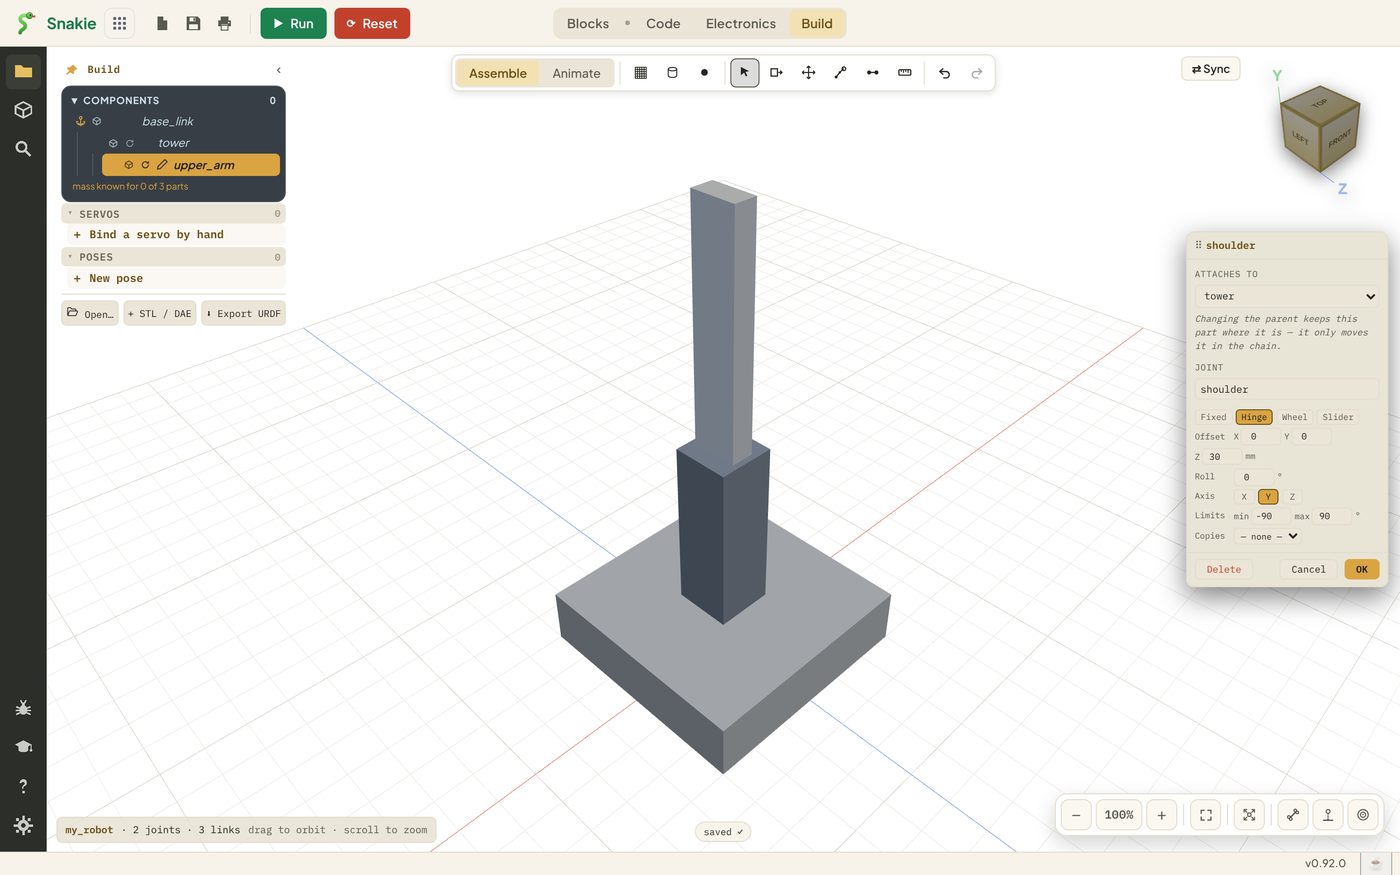 Snakie
Run
Reset
Blocks
Code
Electronics
Build
Build
COMPONENTS 0
base_link
tower
upper_arm
mass known for 0 of 3 parts
SERVOS 0
+ Bind a servo by hand
POSES 0
+ New pose
Open…
+ STL / DAE
Export URDF
Assemble
Animate
Sync
Y
TOP
LEFT
FRONT
Z
shoulder
ATTACHES TO
tower
Changing the parent keeps this
part where it is — it only moves
it in the chain.
JOINT
shoulder
Fixed Hinge Wheel Slider
Offset X 0 Y 0
Z 30 mm
Roll 0 °
Axis X Y Z
Limits min -90 max 90 °
Copies — none —
Delete Cancel OK
my_robot · 2 joints · 3 links drag to orbit · scroll to zoom
saved ✓
− 100% +
v0.92.0